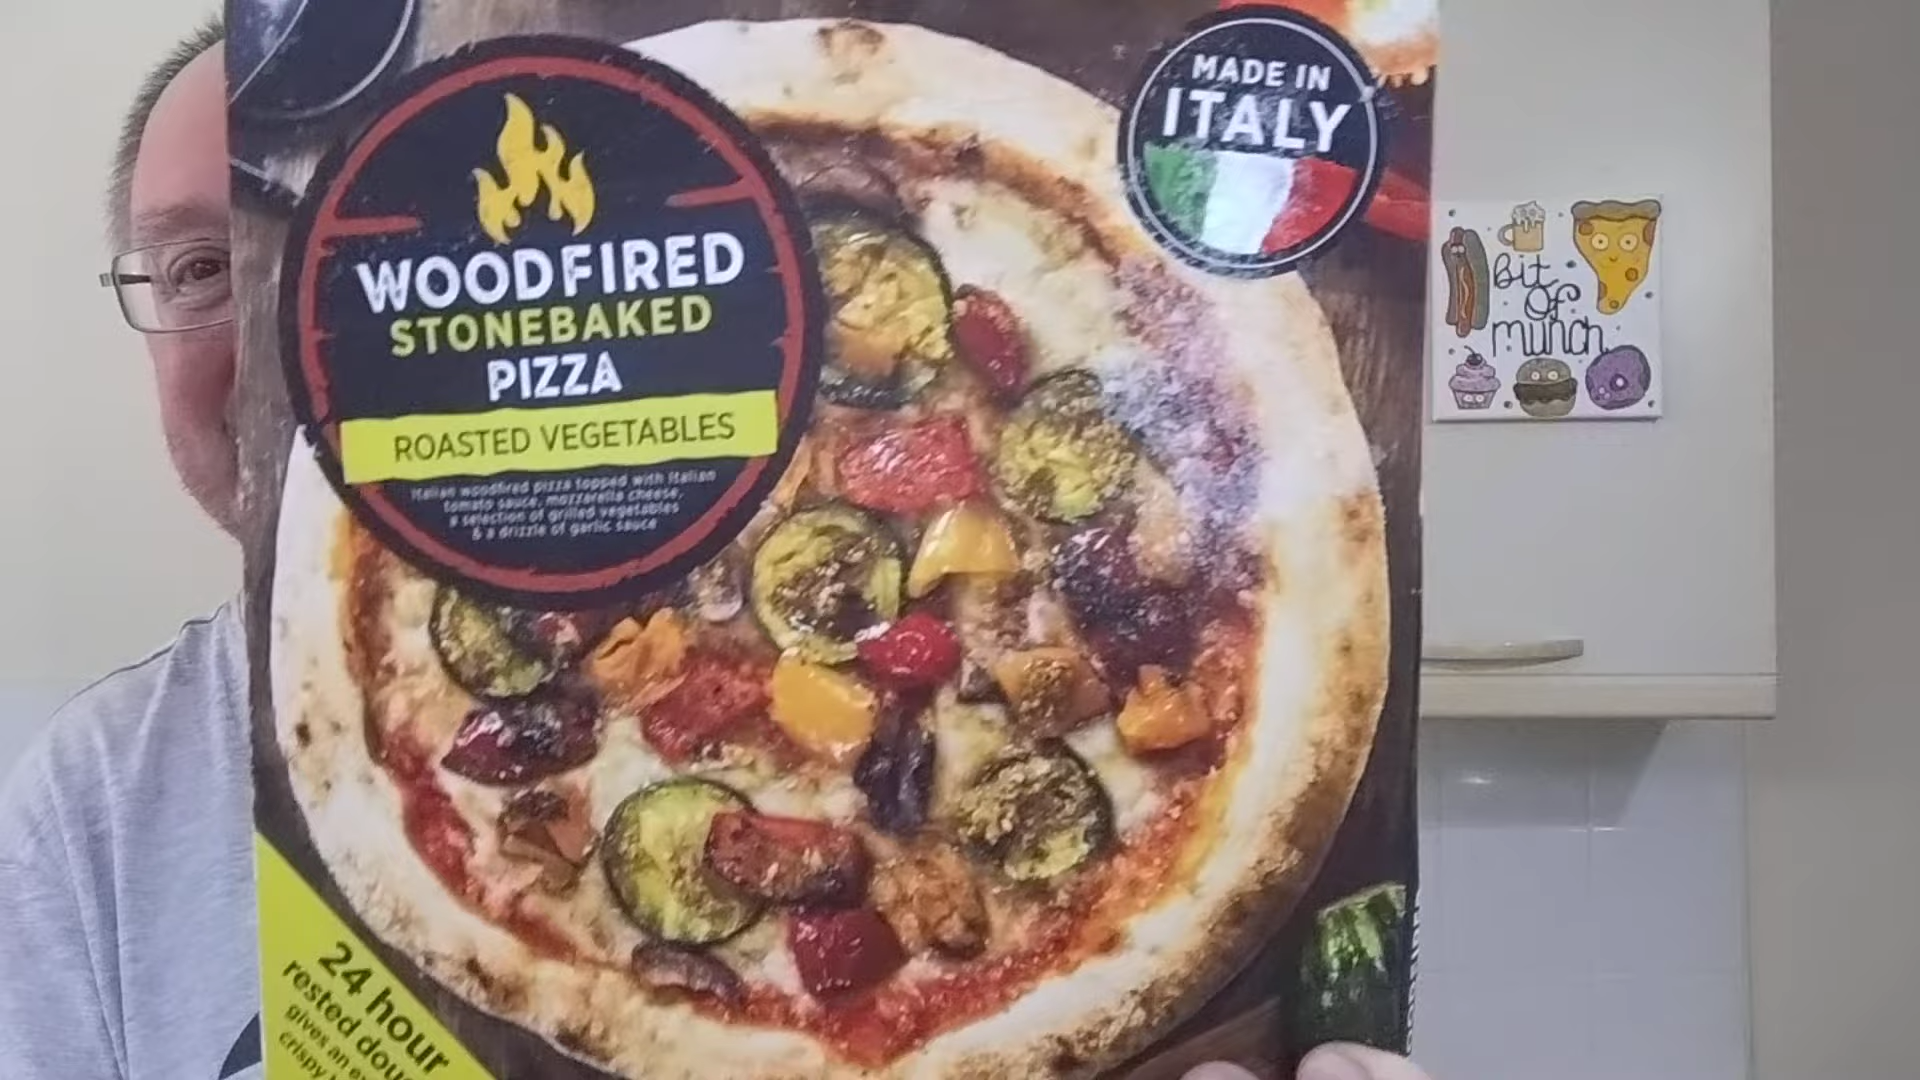 MADE IN
ITALY
WOODFIRED
STONEBAKED
PIZZA
ROASTED VEGETABLES
Italian woodfired pizza topped with Italian
tomato sauce, mozzarella cheese,
a selection of grilled vegetables
& a drizzle of garlic sauce
Bit
Of
munch
24 hour
rested
gives an
crispy